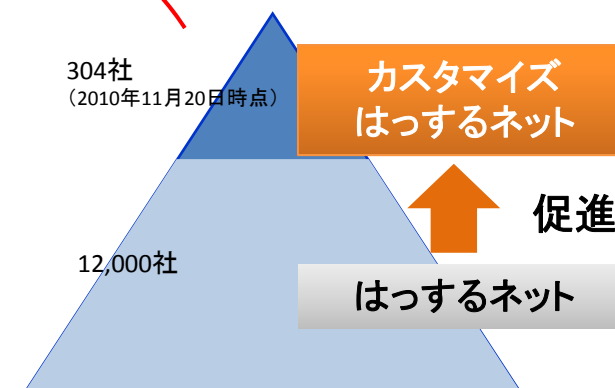 304社
（2010年11月20日時点）
カスタマイズ
はっするネット
促進
12,000社
はっするネット